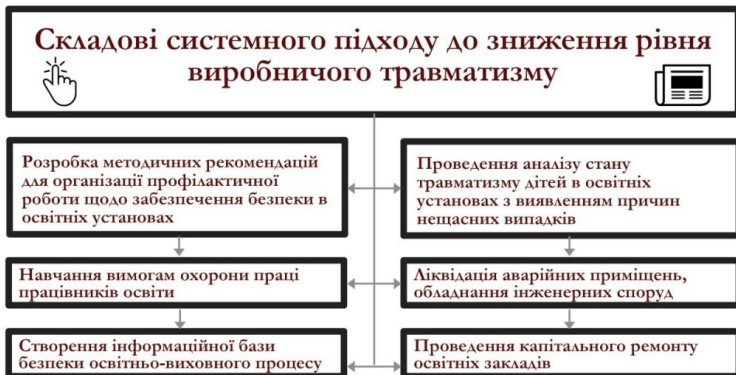 Складові системного підходу до зниження рівня
виробничого травматизму
Розробка методичних рекомендацій
для організації профілактичної
роботи щодо забезпечення безпеки в
освітніх установах
Проведення аналізу стану
травматизму дітей в освітніх
установах з виявленням причин
нещасних випадків
Навчання вимогам охорони праці
працівників освіти
Ліквідація аварійних приміщень,
обладнання інженерних споруд
Створення інформаційної бази
безпеки освітньо-виховного процесу
Проведення капітального ремонту
освітніх закладів